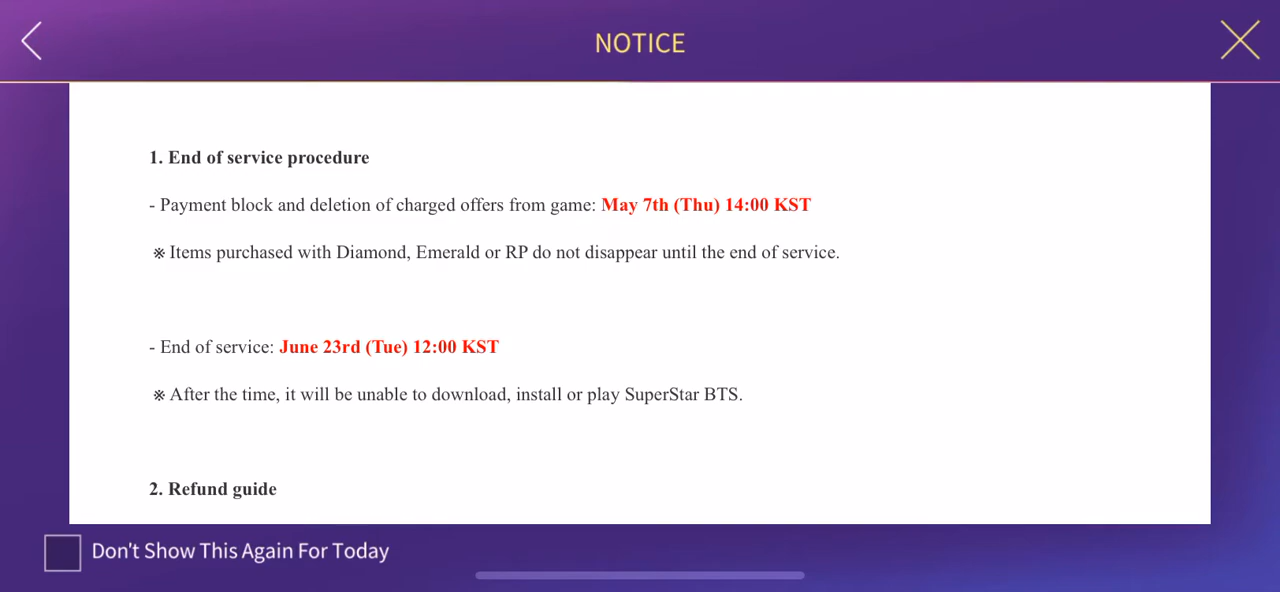 NOTICE
1. End of service procedure
- Payment block and deletion of charged offers from game: May 7th (Thu) 14:00 KST
※ Items purchased with Diamond, Emerald or RP do not disappear until the end of service.
- End of service: June 23rd (Tue) 12:00 KST
※ After the time, it will be unable to download, install or play SuperStar BTS.
2. Refund guide
Don't Show This Again For Today